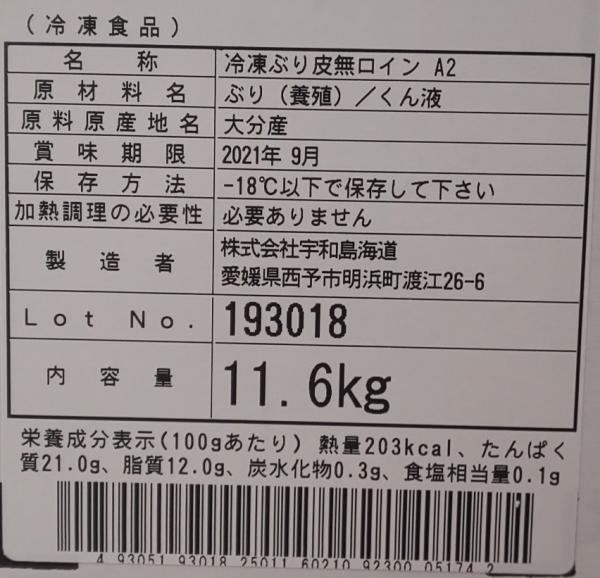 (冷凍食品)
名称 冷凍ぶり皮無ロイン A2
原材料名 ぶり(養殖)/くん液
原料原産地名 大分産
賞味期限 2021年 9月
保存方法 -18℃以下で保存して下さい
加熱調理の必要性 必要ありません
製造者 株式会社宇和島海道
愛媛県西予市明浜町渡江26-6
Lot No. 193018
内容量 11.6kg
栄養成分表示(100gあたり) 熱量203kcal、たんぱく
質21.0g、脂質12.0g、炭水化物0.3g、食塩相当量0.1g
4 93051 93018 25011 60210 92300 05174 2